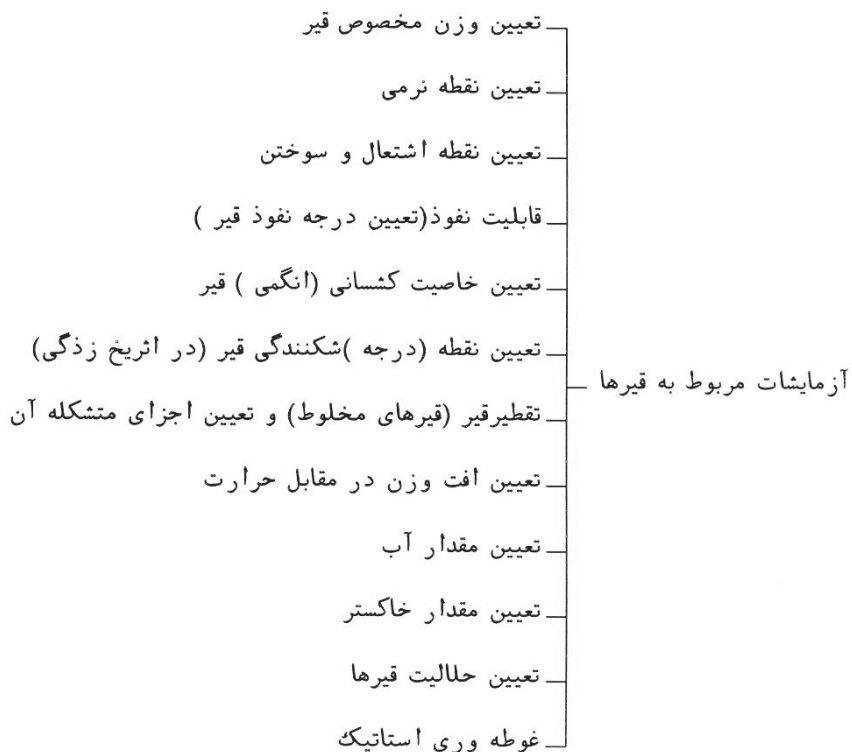 تعیین وزن مخصوص قیر
تعیین نقطه نرمی
تعیین نقطه اشتعال و سوختن
قابلیت نفوذ(تعیین درجه نفوذ قیر )
تعیین خاصیت کشسانی (انگمی ) قیر
تعیین نقطه (درجه )شکنندگی قیر (در اثریخ زذگی)
آزمایشات مربوط به قیرها
تقطیرقیر (قیرهای مخلوط) و تعیین اجزای متشکله آن
تعیین افت وزن در مقابل حرارت
تعیین مقدار آب
تعیین مقدار خاکستر
تعیین حلالیت قیرها
غوطه وری استاتیک